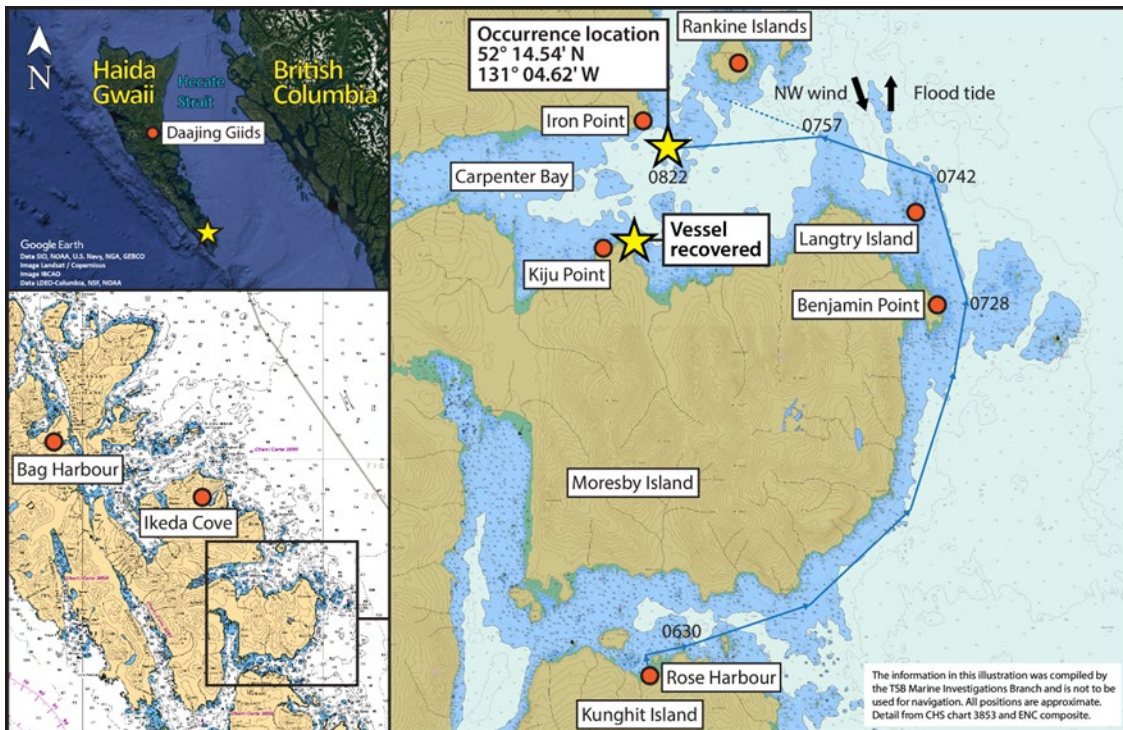 N
Haida
Gwaii
Hecate
Strait
British
Columbia
Daajing Giids
Google Earth
Data SIO, NOAA, U.S. Navy, NGA, GEBCO
Image Landsat / Copernicus
Image IBCAO
Data LDEO-Columbia, NSF, NOAA
Bag Harbour
Ikeda Cove
Occurrence location
52° 14.54' N
131° 04.62' W
Rankine Islands
NW wind
Flood tide
Iron Point
0757
Carpenter Bay
0822
0742
Vessel
recovered
Langtry Island
Kiju Point
Benjamin Point
0728
Moresby Island
0630
Rose Harbour
Kunghit Island
The information in this illustration was compiled by
the TSB Marine Investigations Branch and is not to be
used for navigation. All positions are approximate.
Detail from CHS chart 3853 and ENC composite.